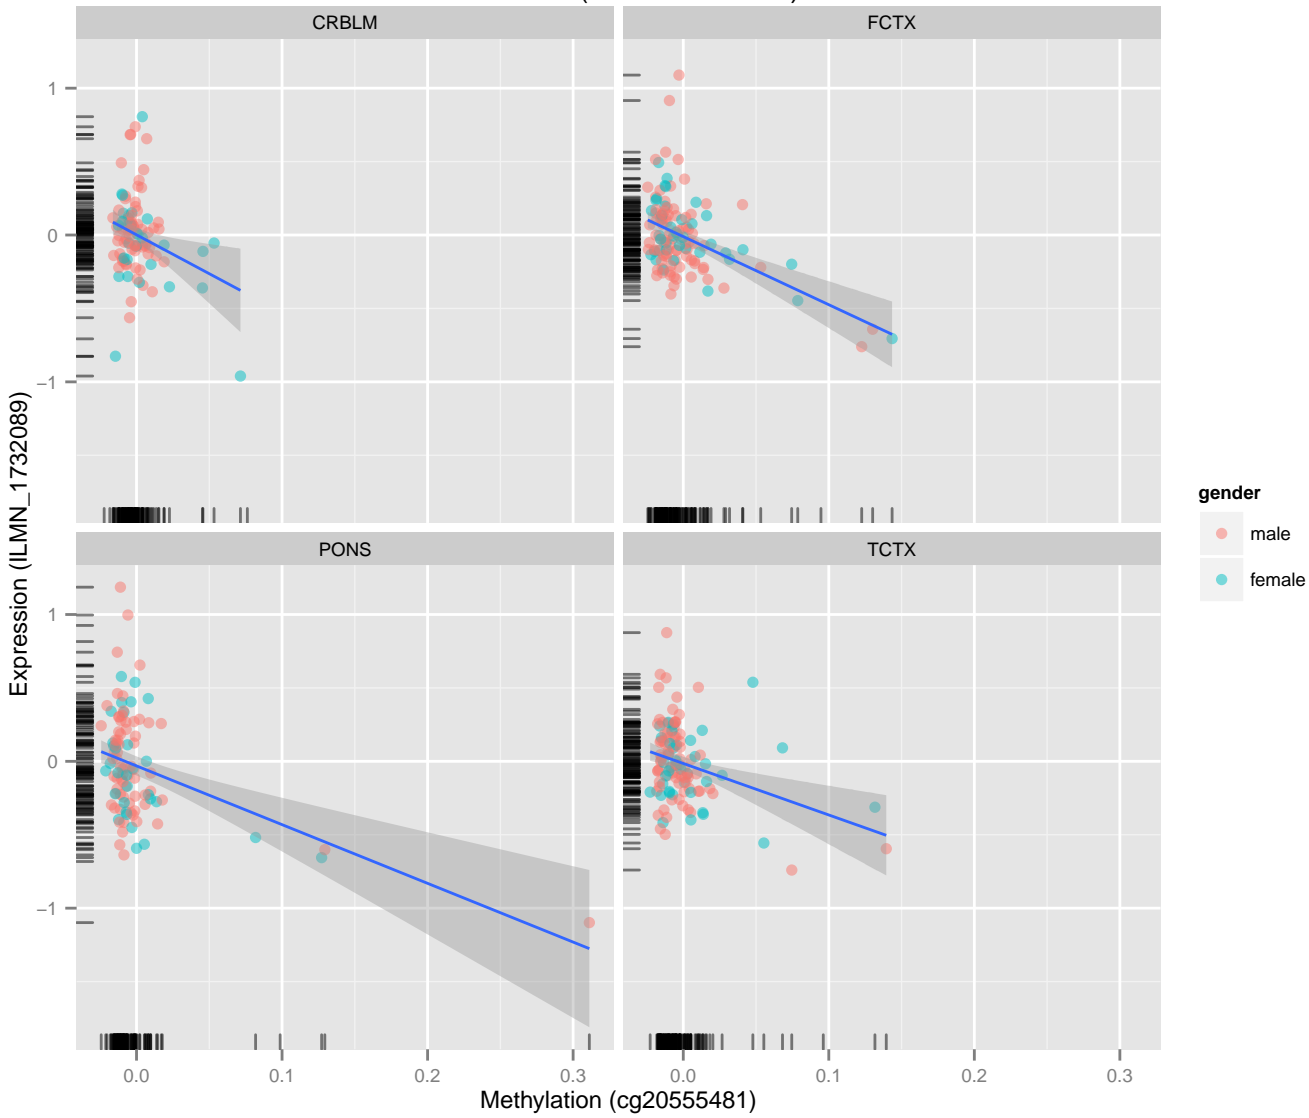 CRBLM
FCTX
1
0
−1
PONS
TCTX
1
0
−1
0.0
0.1
0.2
0.3
0.0
0.1
0.2
0.3
Expression (ILMN_1732089)
Methylation (cg20555481)
gender
male
female